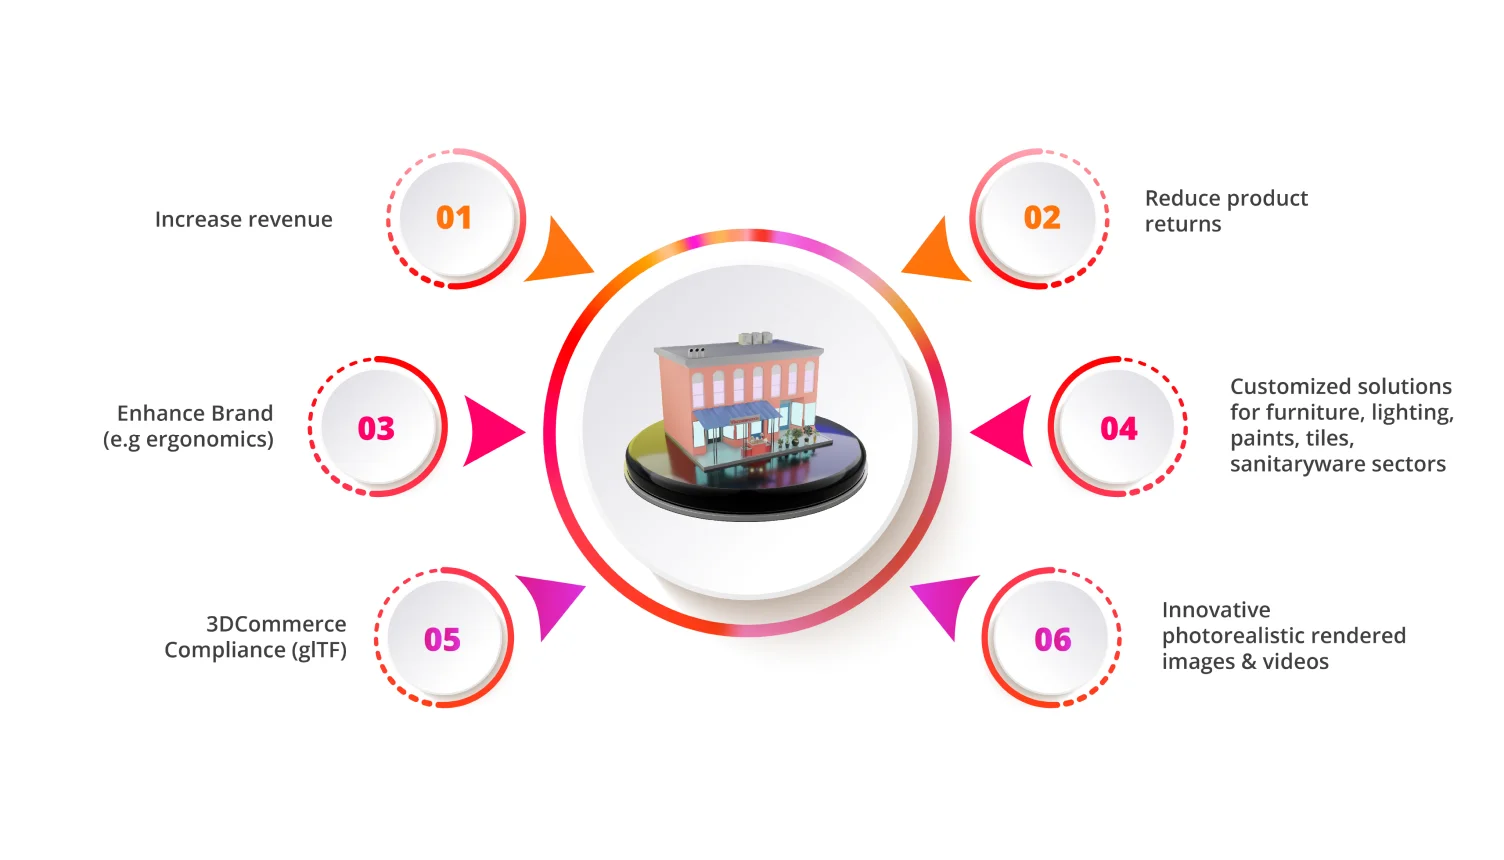 01
Increase revenue
02
Reduce product
returns
03
Enhance Brand
(e.g ergonomics)
04
Customized solutions
for furniture, lighting,
paints, tiles,
sanitaryware sectors
05
3DCommerce
Compliance (glTF)
06
Innovative
photorealistic rendered
images & videos